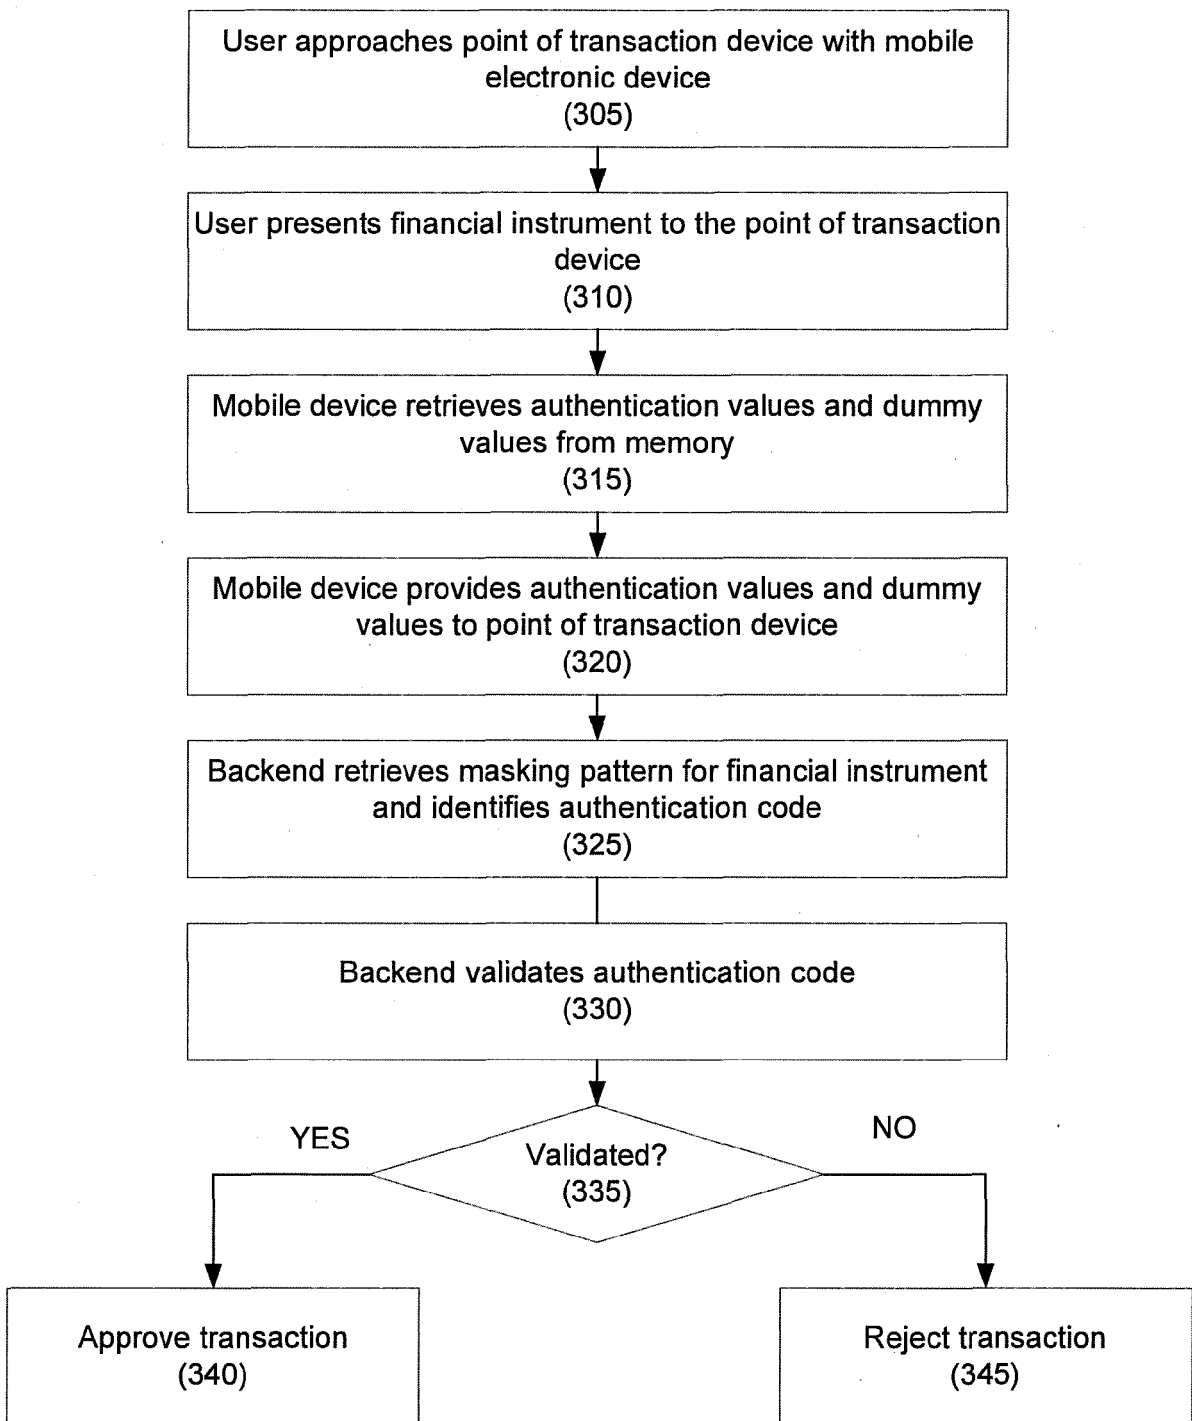 User approaches point of transaction device with mobile
electronic device
(305)
User presents financial instrument to the point of transaction
device
(310)
Mobile device retrieves authentication values and dummy
values from memory
(315)
Mobile device provides authentication values and dummy
values to point of transaction device
(320)
Backend retrieves masking pattern for financial instrument
and identifies authentication code
(325)
Backend validates authentication code
(330)
YES
NO
Validated?
(335)
Approve transaction
(340)
Reject transaction
(345)